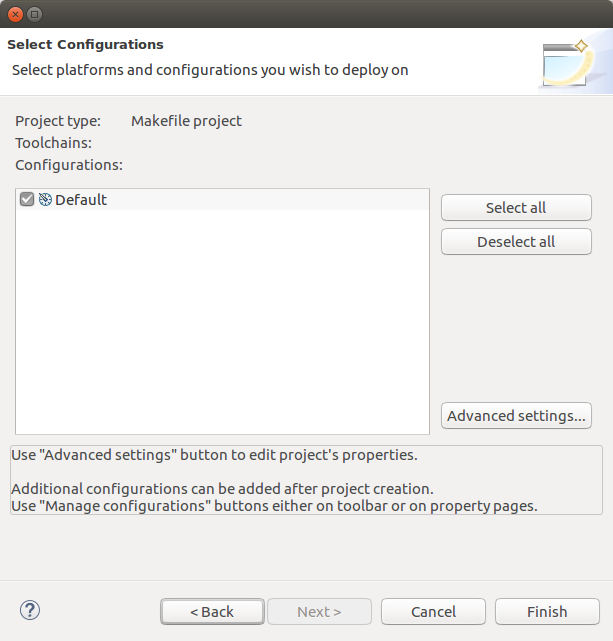 Select Configurations
Select platforms and configurations you wish to deploy on
Project type: Makefile project
Toolchains:
Configurations:
Default
Select all
Deselect all
Advanced settings...
Use "Advanced settings" button to edit project's properties.
Additional configurations can be added after project creation.
Use "Manage configurations" buttons either on toolbar or on property pages.
? < Back Next > Cancel Finish